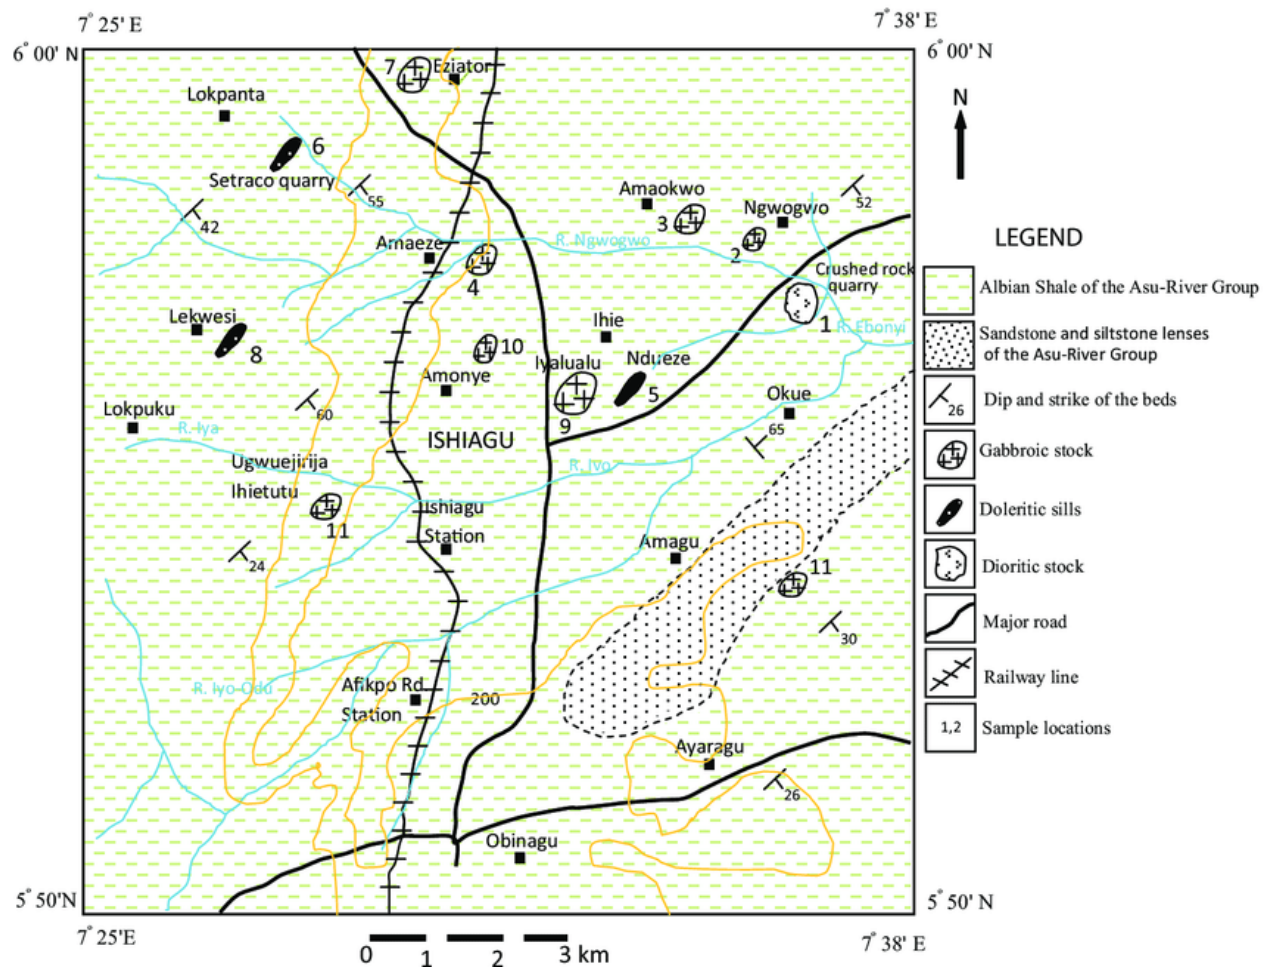 7° 25' E
7° 38' E
6° 00' N
6° 00' N
7
Eziator
Lokpanta
N
6
Setraco quarry
55
42
Amaokwo
52
3
Ngwogwo
2
R. Ngwogwo
Amaeze
4
LEGEND
Crushed rock
quarry
1
R. Ebonyi
Albian Shale of the Asu-River Group
Lekwesi
8
Ihie
10
Iyalualu
Ndueze
5
9
Amonye
Sandstone and siltstone lenses
of the Asu-River Group
26
Dip and strike of the beds
Lokpuku
60
Okue
65
R. Iya
ISHIAGU
Gabbroic stock
Ugwuejirija
Ihietutu
11
R. Ivo
Ishiagu
Station
Doleritic sills
24
Amagu
11
Dioritic stock
30
Major road
R. Iyo-Odu
Afikpo Rd
Station
200
Railway line
1,2
Sample locations
Ayaragu
26
Obinagu
5° 50'N
5° 50' N
7° 25'E
7° 38' E
0
1
2
3 km